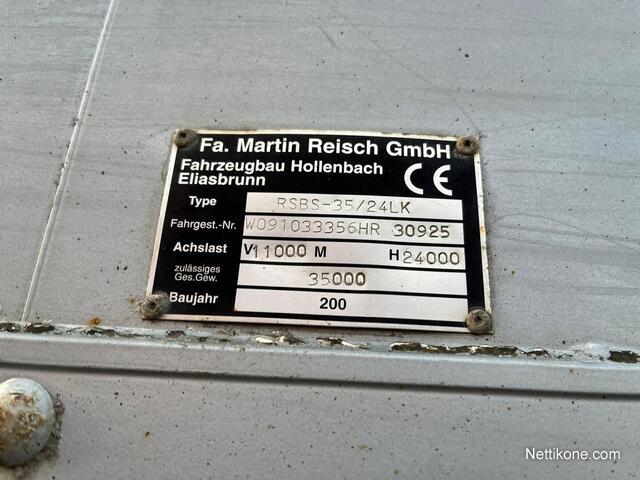 Fa. Martin Reisch GmbH
Fahrzeugbau Hollenbach
Eliasbrunn
CE
Type RSBS-35/24LK
Fahrgest.-Nr. W091033356HR 30925
Achslast V11000 M H24000
zulässiges
Ges.Gew. 35000
Baujahr 200
Nettikone.com